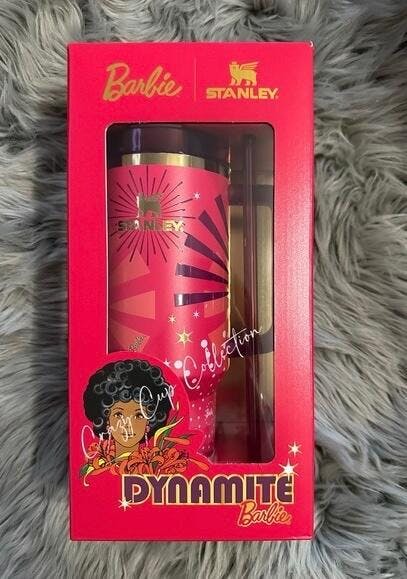 Barbie
STANLEY
STANLEY
Crazy Cup Collection
DYNAMITE
Barbie